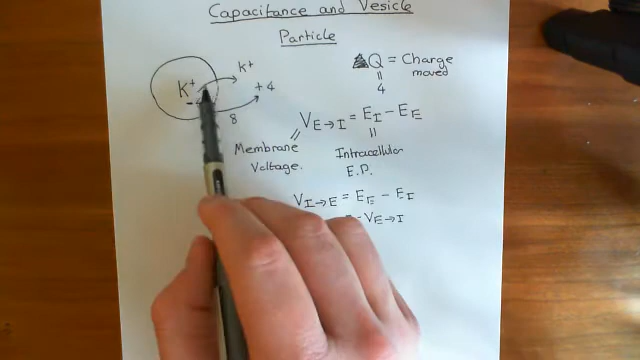 Capacitance and Vesicle
Particle
K+
K+
+4
8
Q = Charge
moved
=
4
V E→I = E I - E E
=
=
Membrane
Voltage.
Intracellular
E.P.
V I→E = E E - E I
- V E→I